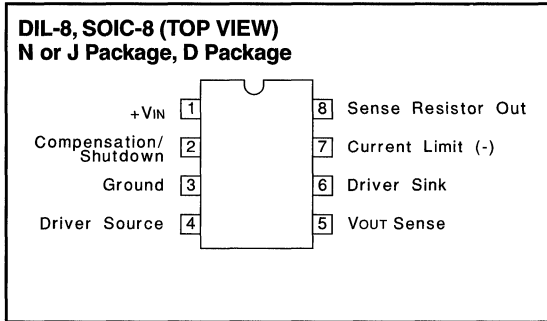 DIL-8, SOIC-8 (TOP VIEW)
N or J Package, D Package
+VIN 1 8 Sense Resistor Out
Compensation/
Shutdown 2 7 Current Limit (-)
Ground 3 6 Driver Sink
Driver Source 4 5 VOUT Sense